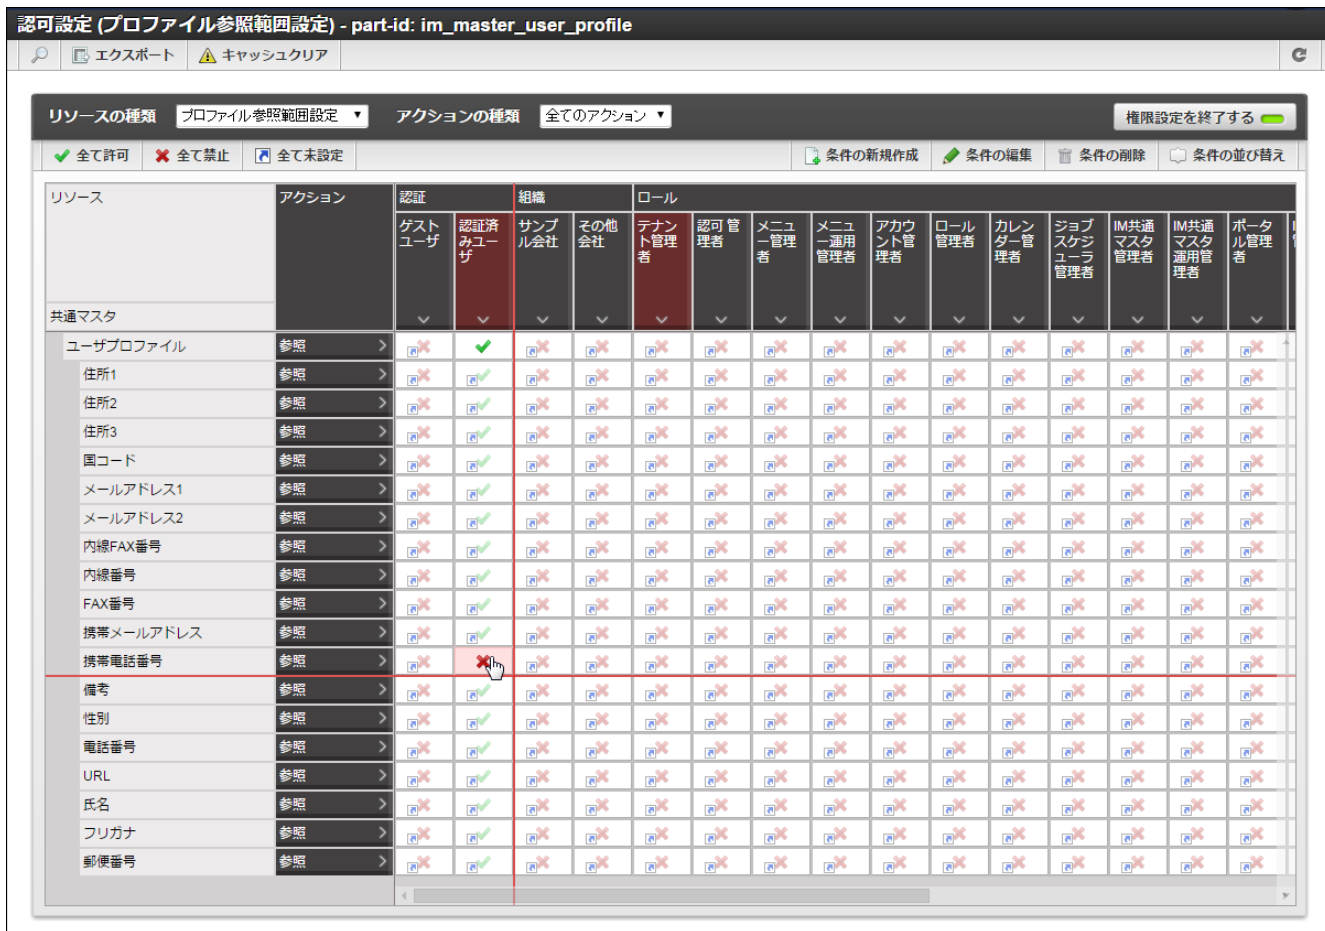 認可設定 (プロファイル参照範囲設定) - part-id: im_master_user_profile
エクスポート キャッシュクリア
リソースの種類 プロファイル参照範囲設定 アクションの種類 全てのアクション 権限設定を終了する
全て許可 全て禁止 全て未設定 条件の新規作成 条件の編集 条件の削除 条件の並び替え
リソース アクション 認証 組織 ロール
ゲストユーザ 認証済みユーザ サンプル会社 その他会社 テナント管理者 認可管理者 メニュー管理者 メニュー運用管理者 アカウント管理者 ロール管理者 カレンダー管理者 ジョブスケジューラ管理者 IM共通マスタ管理者 IM共通マスタ運用管理者 ポータル管理者
共通マスタ
ユーザプロファイル 参照
住所1 参照
住所2 参照
住所3 参照
国コード 参照
メールアドレス1 参照
メールアドレス2 参照
内線FAX番号 参照
内線番号 参照
FAX番号 参照
携帯メールアドレス 参照
携帯電話番号 参照
備考 参照
性別 参照
電話番号 参照
URL 参照
氏名 参照
フリガナ 参照
郵便番号 参照